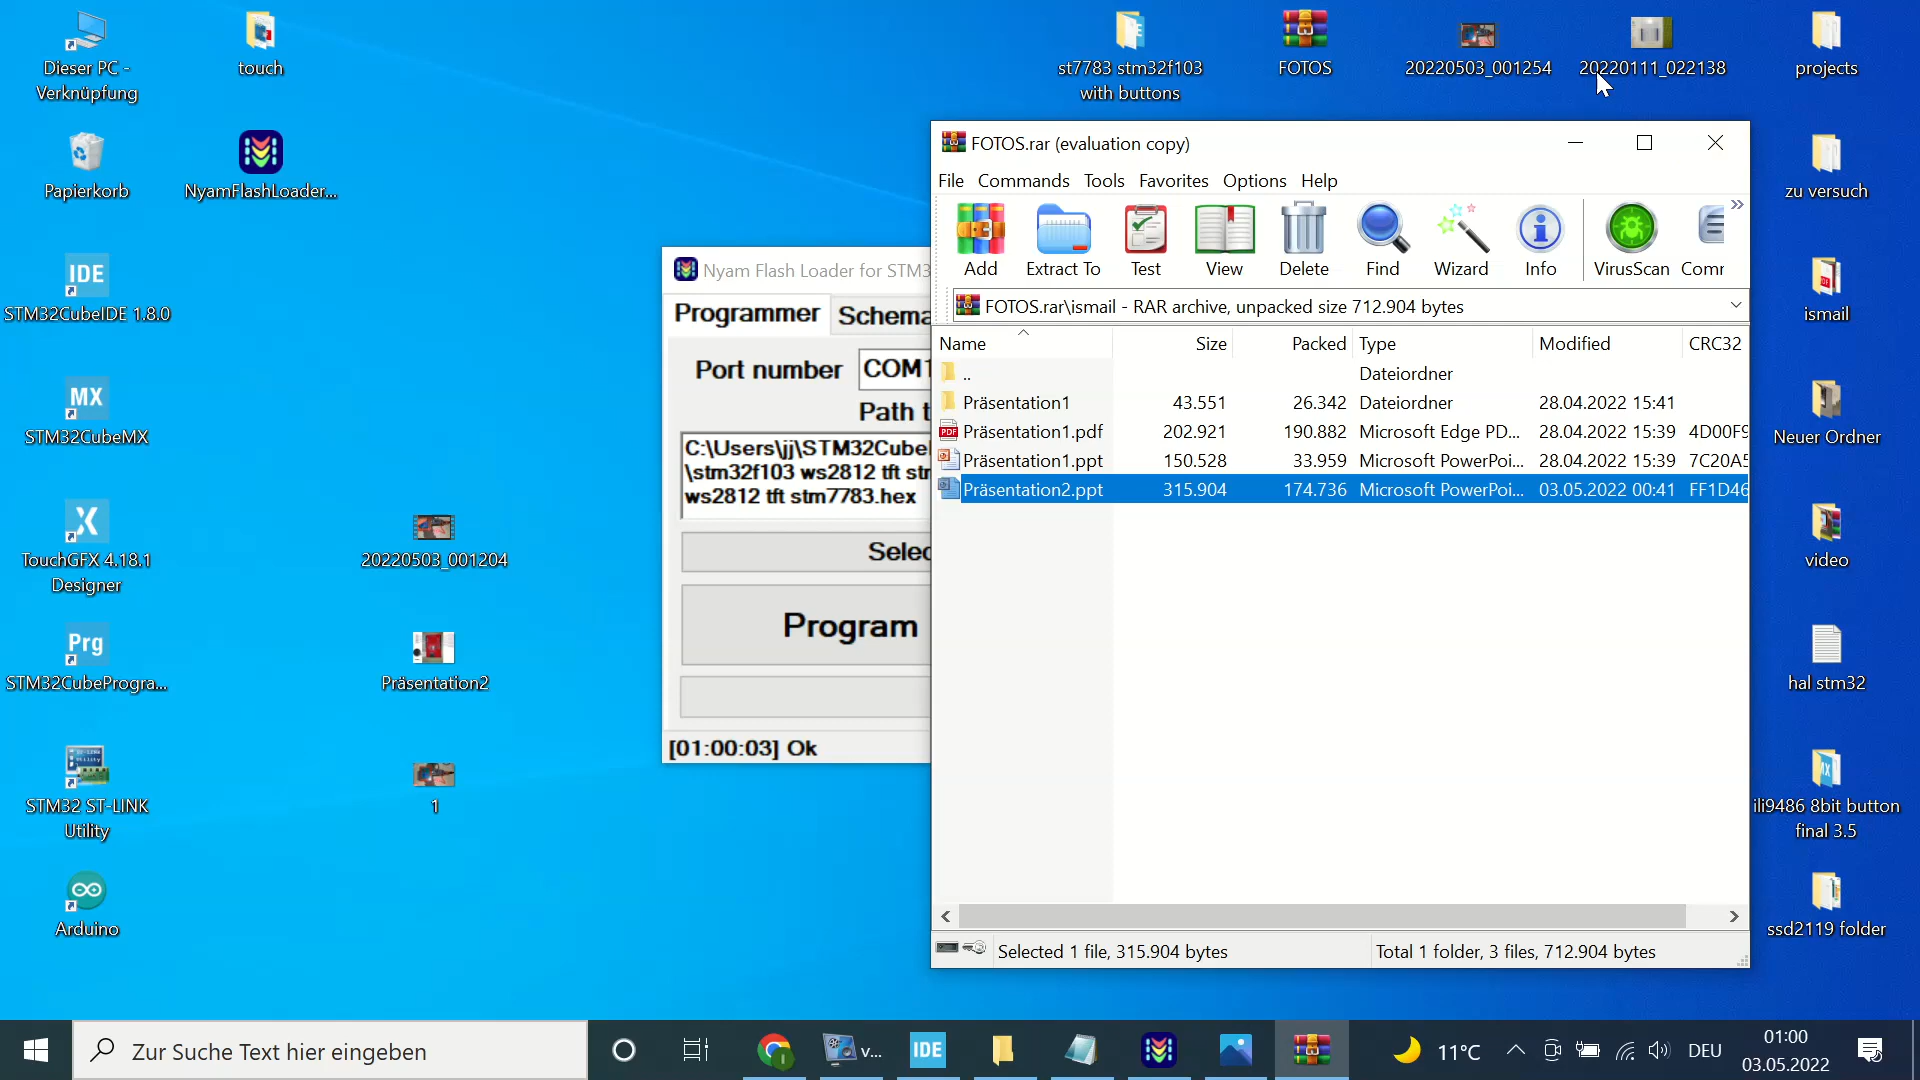 Dieser PC -
Verknüpfung
touch
st7783 stm32f103
with buttons
FOTOS
20220503_001254
20220111_022138
projects
Papierkorb
NyamFlashLoader...
zu versuch
IDE
STM32CubeIDE 1.8.0
ismail
MX
STM32CubeMX
Neuer Ordner
TouchGFX 4.18.1
Designer
20220503_001204
video
Prg
STM32CubeProgra...
Präsentation2
hal stm32
STM32 ST-LINK
Utility
1
ili9486 8bit button
final 3.5
Arduino
ssd2119 folder
Nyam Flash Loader for STM3
Programmer
Schema
Port number
COM1
Path t
C:\Users\jj\STM32CubeI
\stm32f103 ws2812 tft str
ws2812 tft stm7783.hex
Selec
Program
[01:00:03] Ok
FOTOS.rar (evaluation copy)
File Commands Tools Favorites Options Help
Add Extract To Test View Delete Find Wizard Info VirusScan Comr
FOTOS.rar\ismail - RAR archive, unpacked size 712.904 bytes
Name Size Packed Type Modified CRC32
.. Dateiordner
Präsentation1 43.551 26.342 Dateiordner 28.04.2022 15:41
PDF Präsentation1.pdf 202.921 190.882 Microsoft Edge PD... 28.04.2022 15:39 4D00F9
Präsentation1.ppt 150.528 33.959 Microsoft PowerPoi... 28.04.2022 15:39 7C20A5
Präsentation2.ppt 315.904 174.736 Microsoft PowerPoi... 03.05.2022 00:41 FF1D46
Selected 1 file, 315.904 bytes
Total 1 folder, 3 files, 712.904 bytes
Zur Suche Text hier eingeben
v...
IDE
11°C
DEU
01:00
03.05.2022